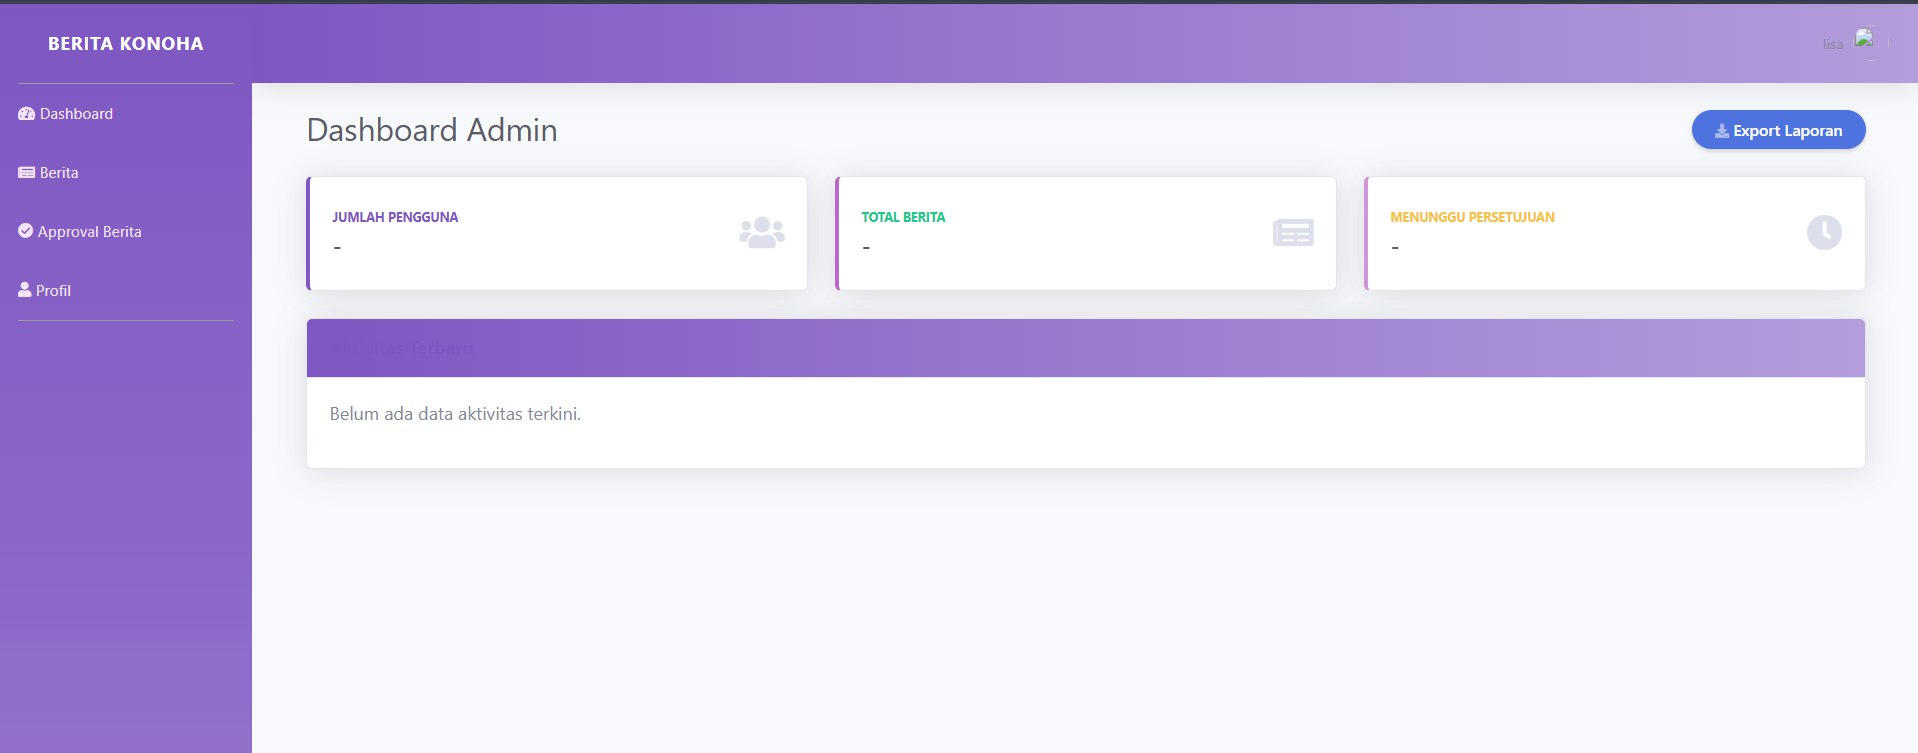 BERITA KONOHA
lisa
Dashboard
Berita
Approval Berita
Profil
Dashboard Admin
Export Laporan
JUMLAH PENGGUNA
-
TOTAL BERITA
-
MENUNGGU PERSETUJUAN
-
Aktivitas Terbaru
Belum ada data aktivitas terkini.